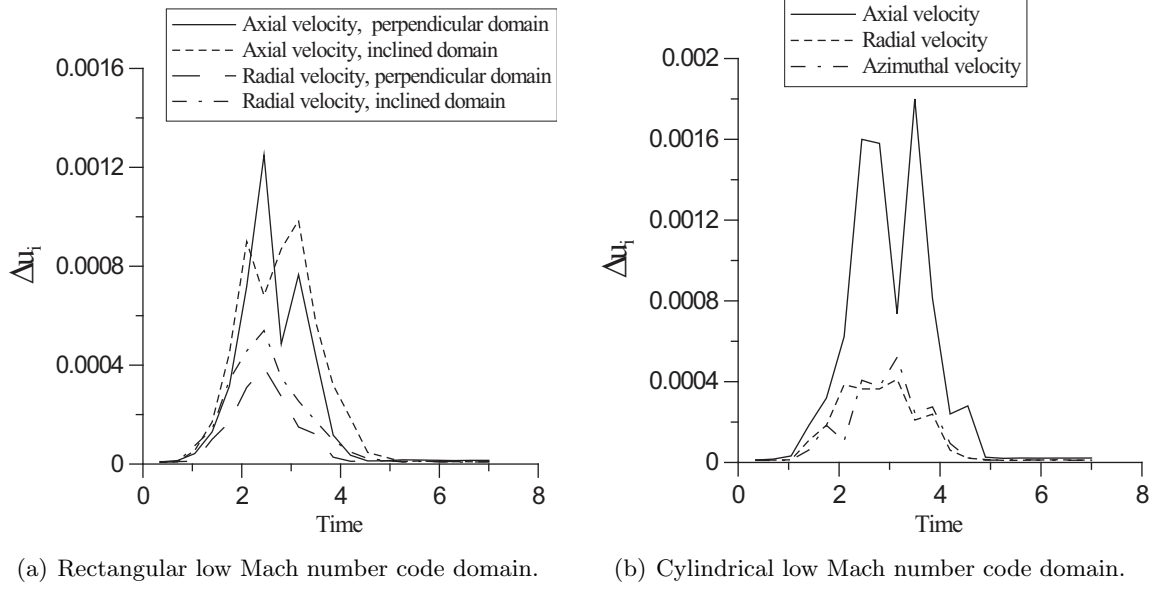 Axial velocity, perpendicular domain
Axial velocity, inclined domain
Radial velocity, perpendicular domain
Radial velocity, inclined domain
0.0016
0.0012
0.0008
0.0004
0
Δu_i
0 2 4 6 8
Time
(a) Rectangular low Mach number code domain.
Axial velocity
Radial velocity
Azimuthal velocity
0.002
0.0016
0.0012
0.0008
0.0004
0
Δu_i
0 2 4 6 8
Time
(b) Cylindrical low Mach number code domain.